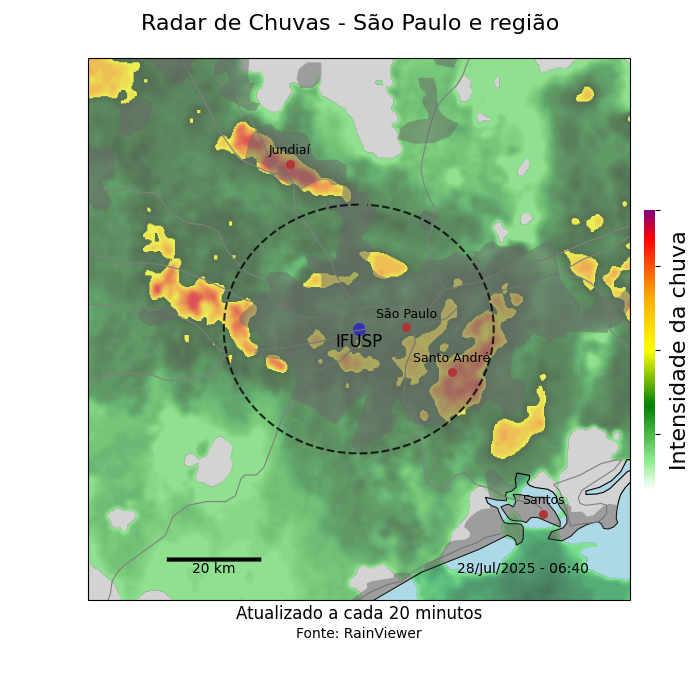 Radar de Chuvas - São Paulo e região
Jundiaí
São Paulo
IFUSP
Santo André
Intensidade da chuva
Santos
20 km
28/Jul/2025 - 06:40
Atualizado a cada 20 minutos
Fonte: RainViewer